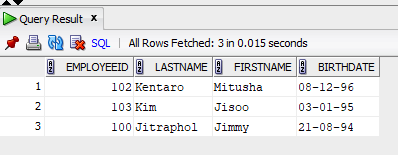 Query Result x
SQL | All Rows Fetched: 3 in 0.015 seconds
EMPLOYEEID LASTNAME FIRSTNAME BIRTHDATE
1 102 Kentaro Mitusha 08-12-96
2 103 Kim Jisoo 03-01-95
3 100 Jitraphol Jimmy 21-08-94